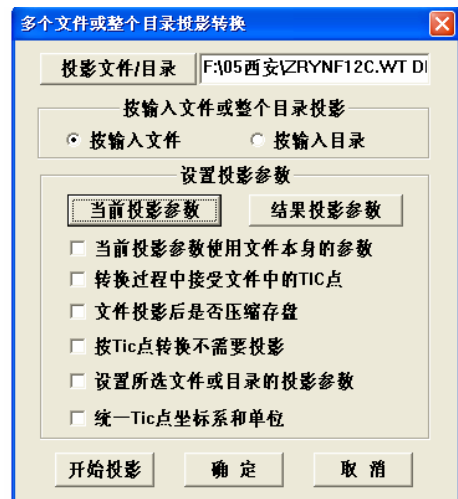 多个文件或整个目录投影转换
投影文件/目录 F:\05西安\ZRYNF12C.WT
按输入文件或整个目录投影
按输入文件 按输入目录
设置投影参数
当前投影参数 结果投影参数
当前投影参数使用文件本身的参数
转换过程中接受文件中的TIC点
文件投影后是否压缩存盘
按Tic点转换不需要投影
设置所选文件或目录的投影参数
统一Tic点坐标系和单位
开始投影 确 定 取 消